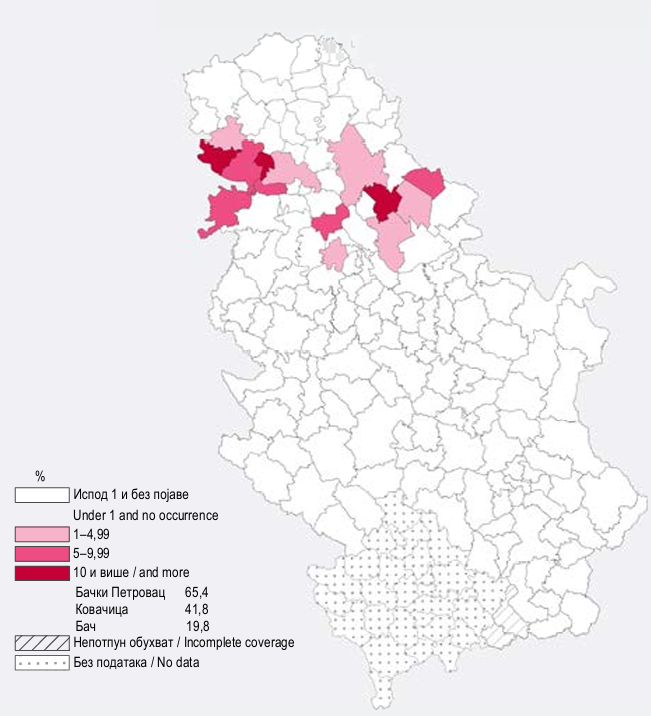 %
Испод 1 и без појаве
Under 1 and no occurrence
1–4,99
5–9,99
10 и више / and more
Бачки Петровац 65,4
Ковачица 41,8
Бач 19,8
Непотпун обухват / Incomplete coverage
Без података / No data